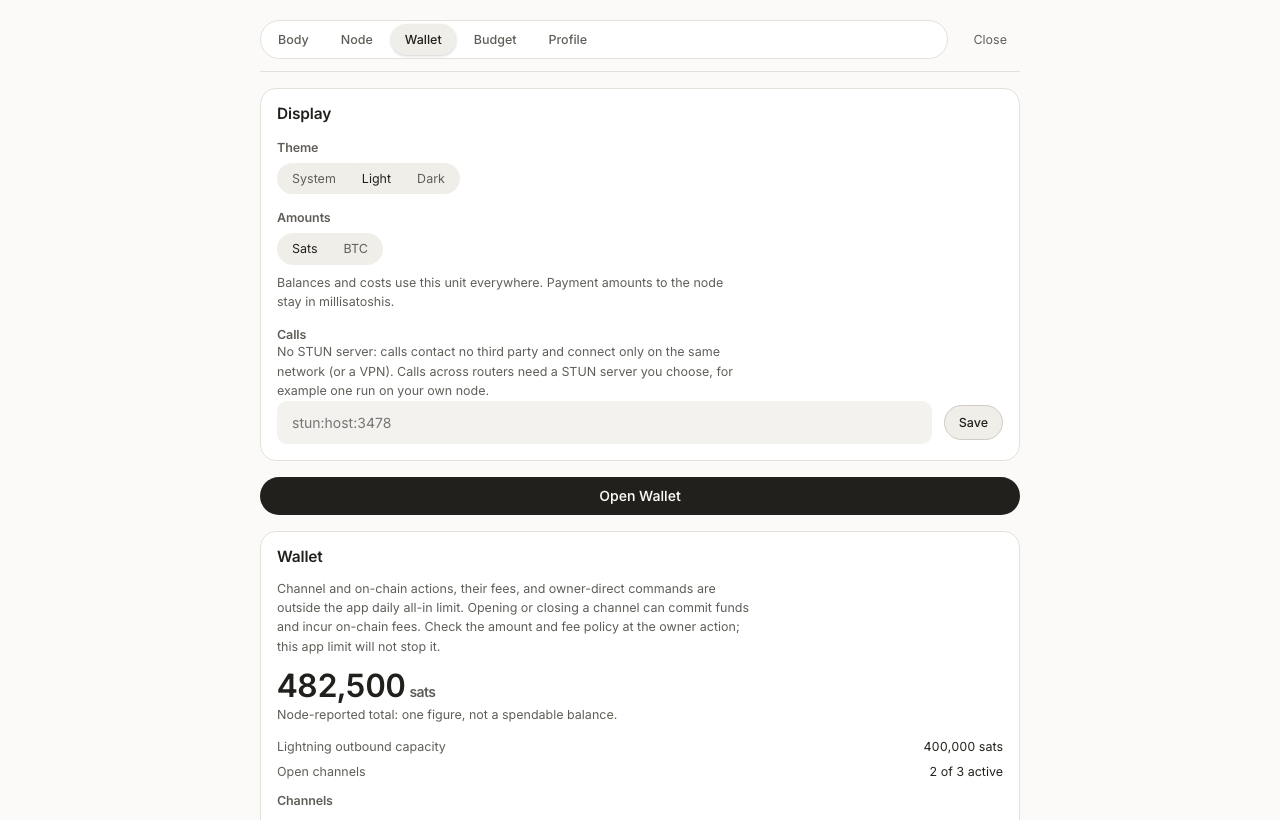 Body Node Wallet Budget Profile Close
Display
Theme
System Light Dark
Amounts
Sats BTC
Balances and costs use this unit everywhere. Payment amounts to the node
stay in millisatoshis.
Calls
No STUN server: calls contact no third party and connect only on the same
network (or a VPN). Calls across routers need a STUN server you choose, for
example one run on your own node.
stun:host:3478 Save
Open Wallet
Wallet
Channel and on-chain actions, their fees, and owner-direct commands are
outside the app daily all-in limit. Opening or closing a channel can commit funds
and incur on-chain fees. Check the amount and fee policy at the owner action;
this app limit will not stop it.
482,500 sats
Node-reported total: one figure, not a spendable balance.
Lightning outbound capacity 400,000 sats
Open channels 2 of 3 active
Channels